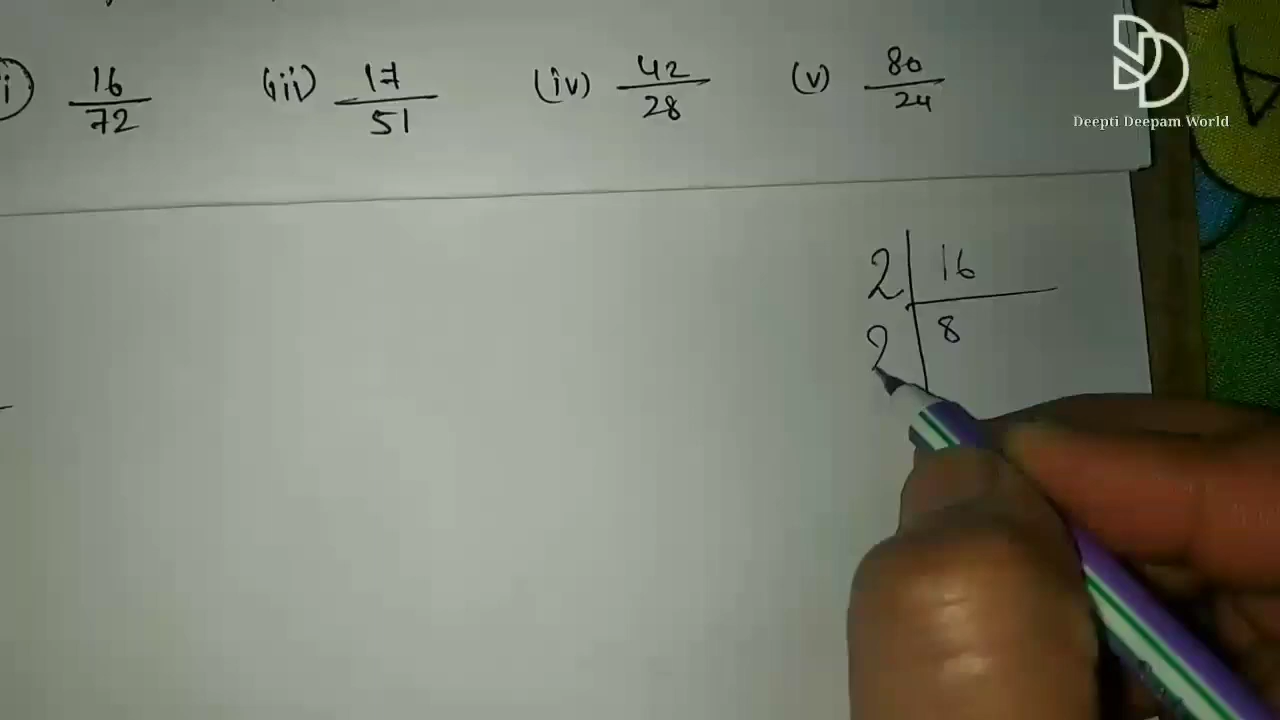 i) 16/72 (iii) 17/51 (iv) 42/28 (v) 80/24
Deepti Deepam World
2 | 16
2 | 8